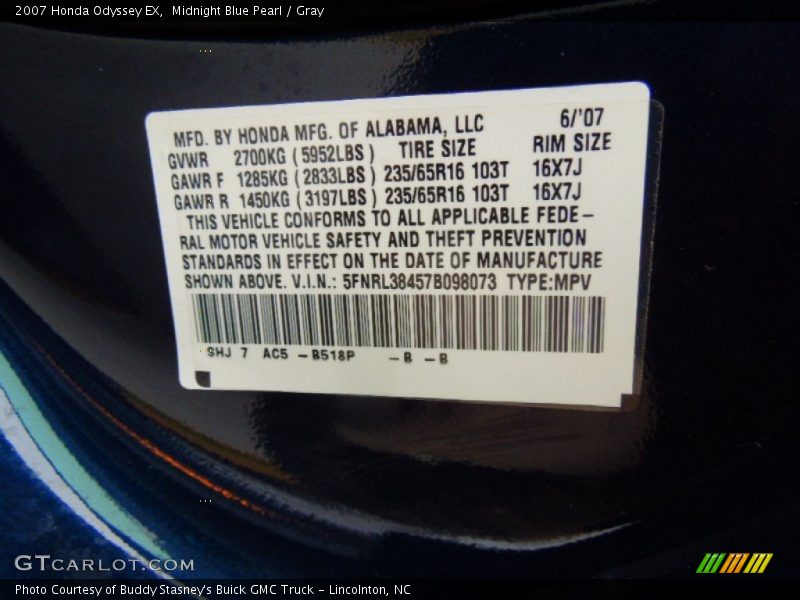 2007 Honda Odyssey EX,  Midnight Blue Pearl / Gray
MFD. BY HONDA MFG. OF ALABAMA, LLC 6/'07
GVWR 2700KG ( 5952LBS ) TIRE SIZE RIM SIZE
GAWR F 1285KG ( 2833LBS ) 235/65R16 103T 16X7J
GAWR R 1450KG ( 3197LBS ) 235/65R16 103T 16X7J
THIS VEHICLE CONFORMS TO ALL APPLICABLE FEDE–
RAL MOTOR VEHICLE SAFETY AND THEFT PREVENTION
STANDARDS IN EFFECT ON THE DATE OF MANUFACTURE
SHOWN ABOVE. V.I.N.: 5FNRL38457B098073 TYPE:MPV
SHJ 7 AC5 –B518P –B –B
GTCARLOT.COM
Photo Courtesy of Buddy Stasney's Buick GMC Truck - Lincolnton, NC